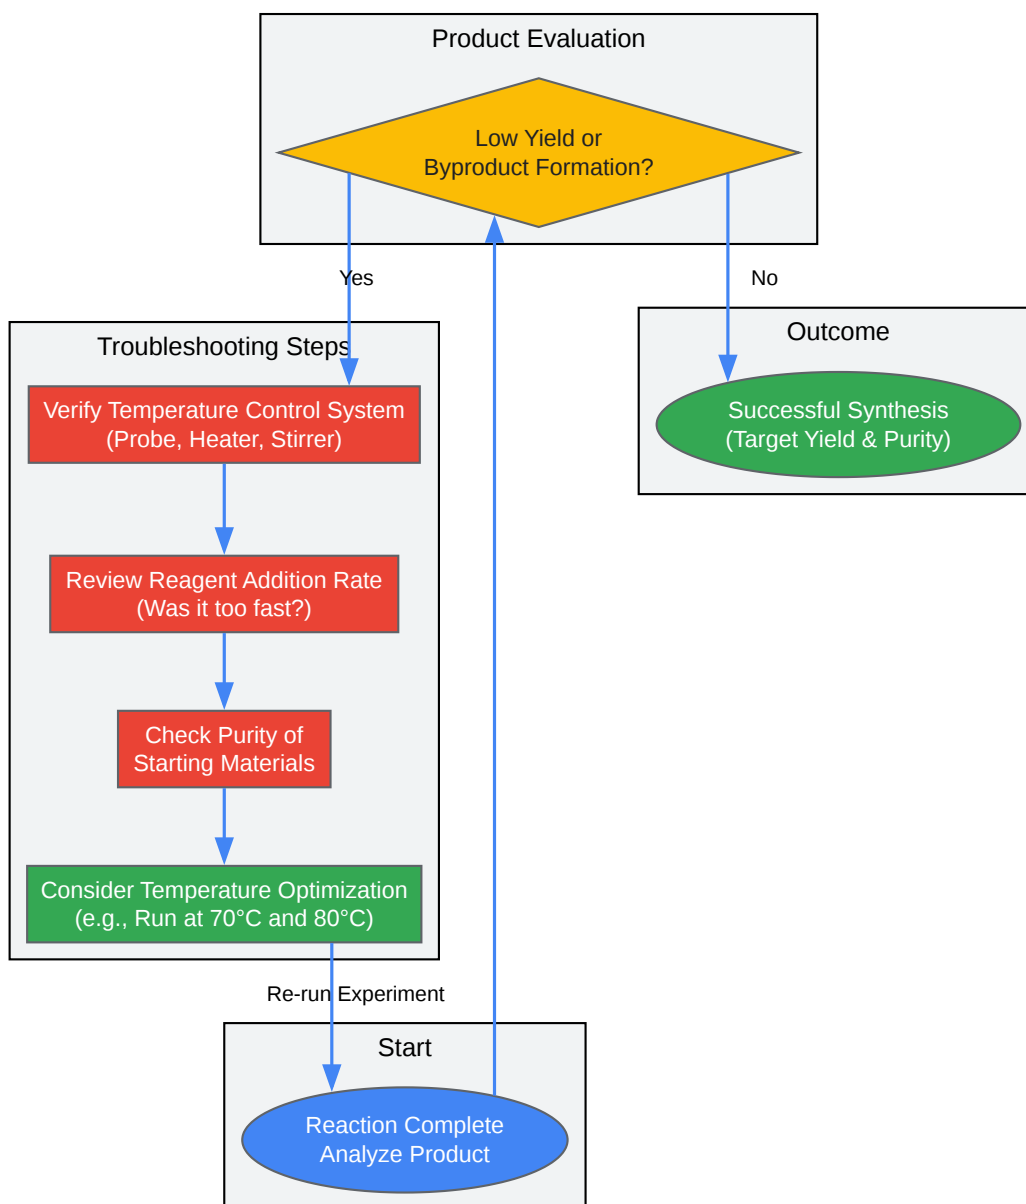 Product Evaluation
Low Yield or
Byproduct Formation?
Yes
No
Troubleshooting Steps
Verify Temperature Control System
(Probe, Heater, Stirrer)
Review Reagent Addition Rate
(Was it too fast?)
Check Purity of
Starting Materials
Consider Temperature Optimization
(e.g., Run at 70°C and 80°C)
Outcome
Successful Synthesis
(Target Yield & Purity)
Re-run Experiment
Start
Reaction Complete
Analyze Product